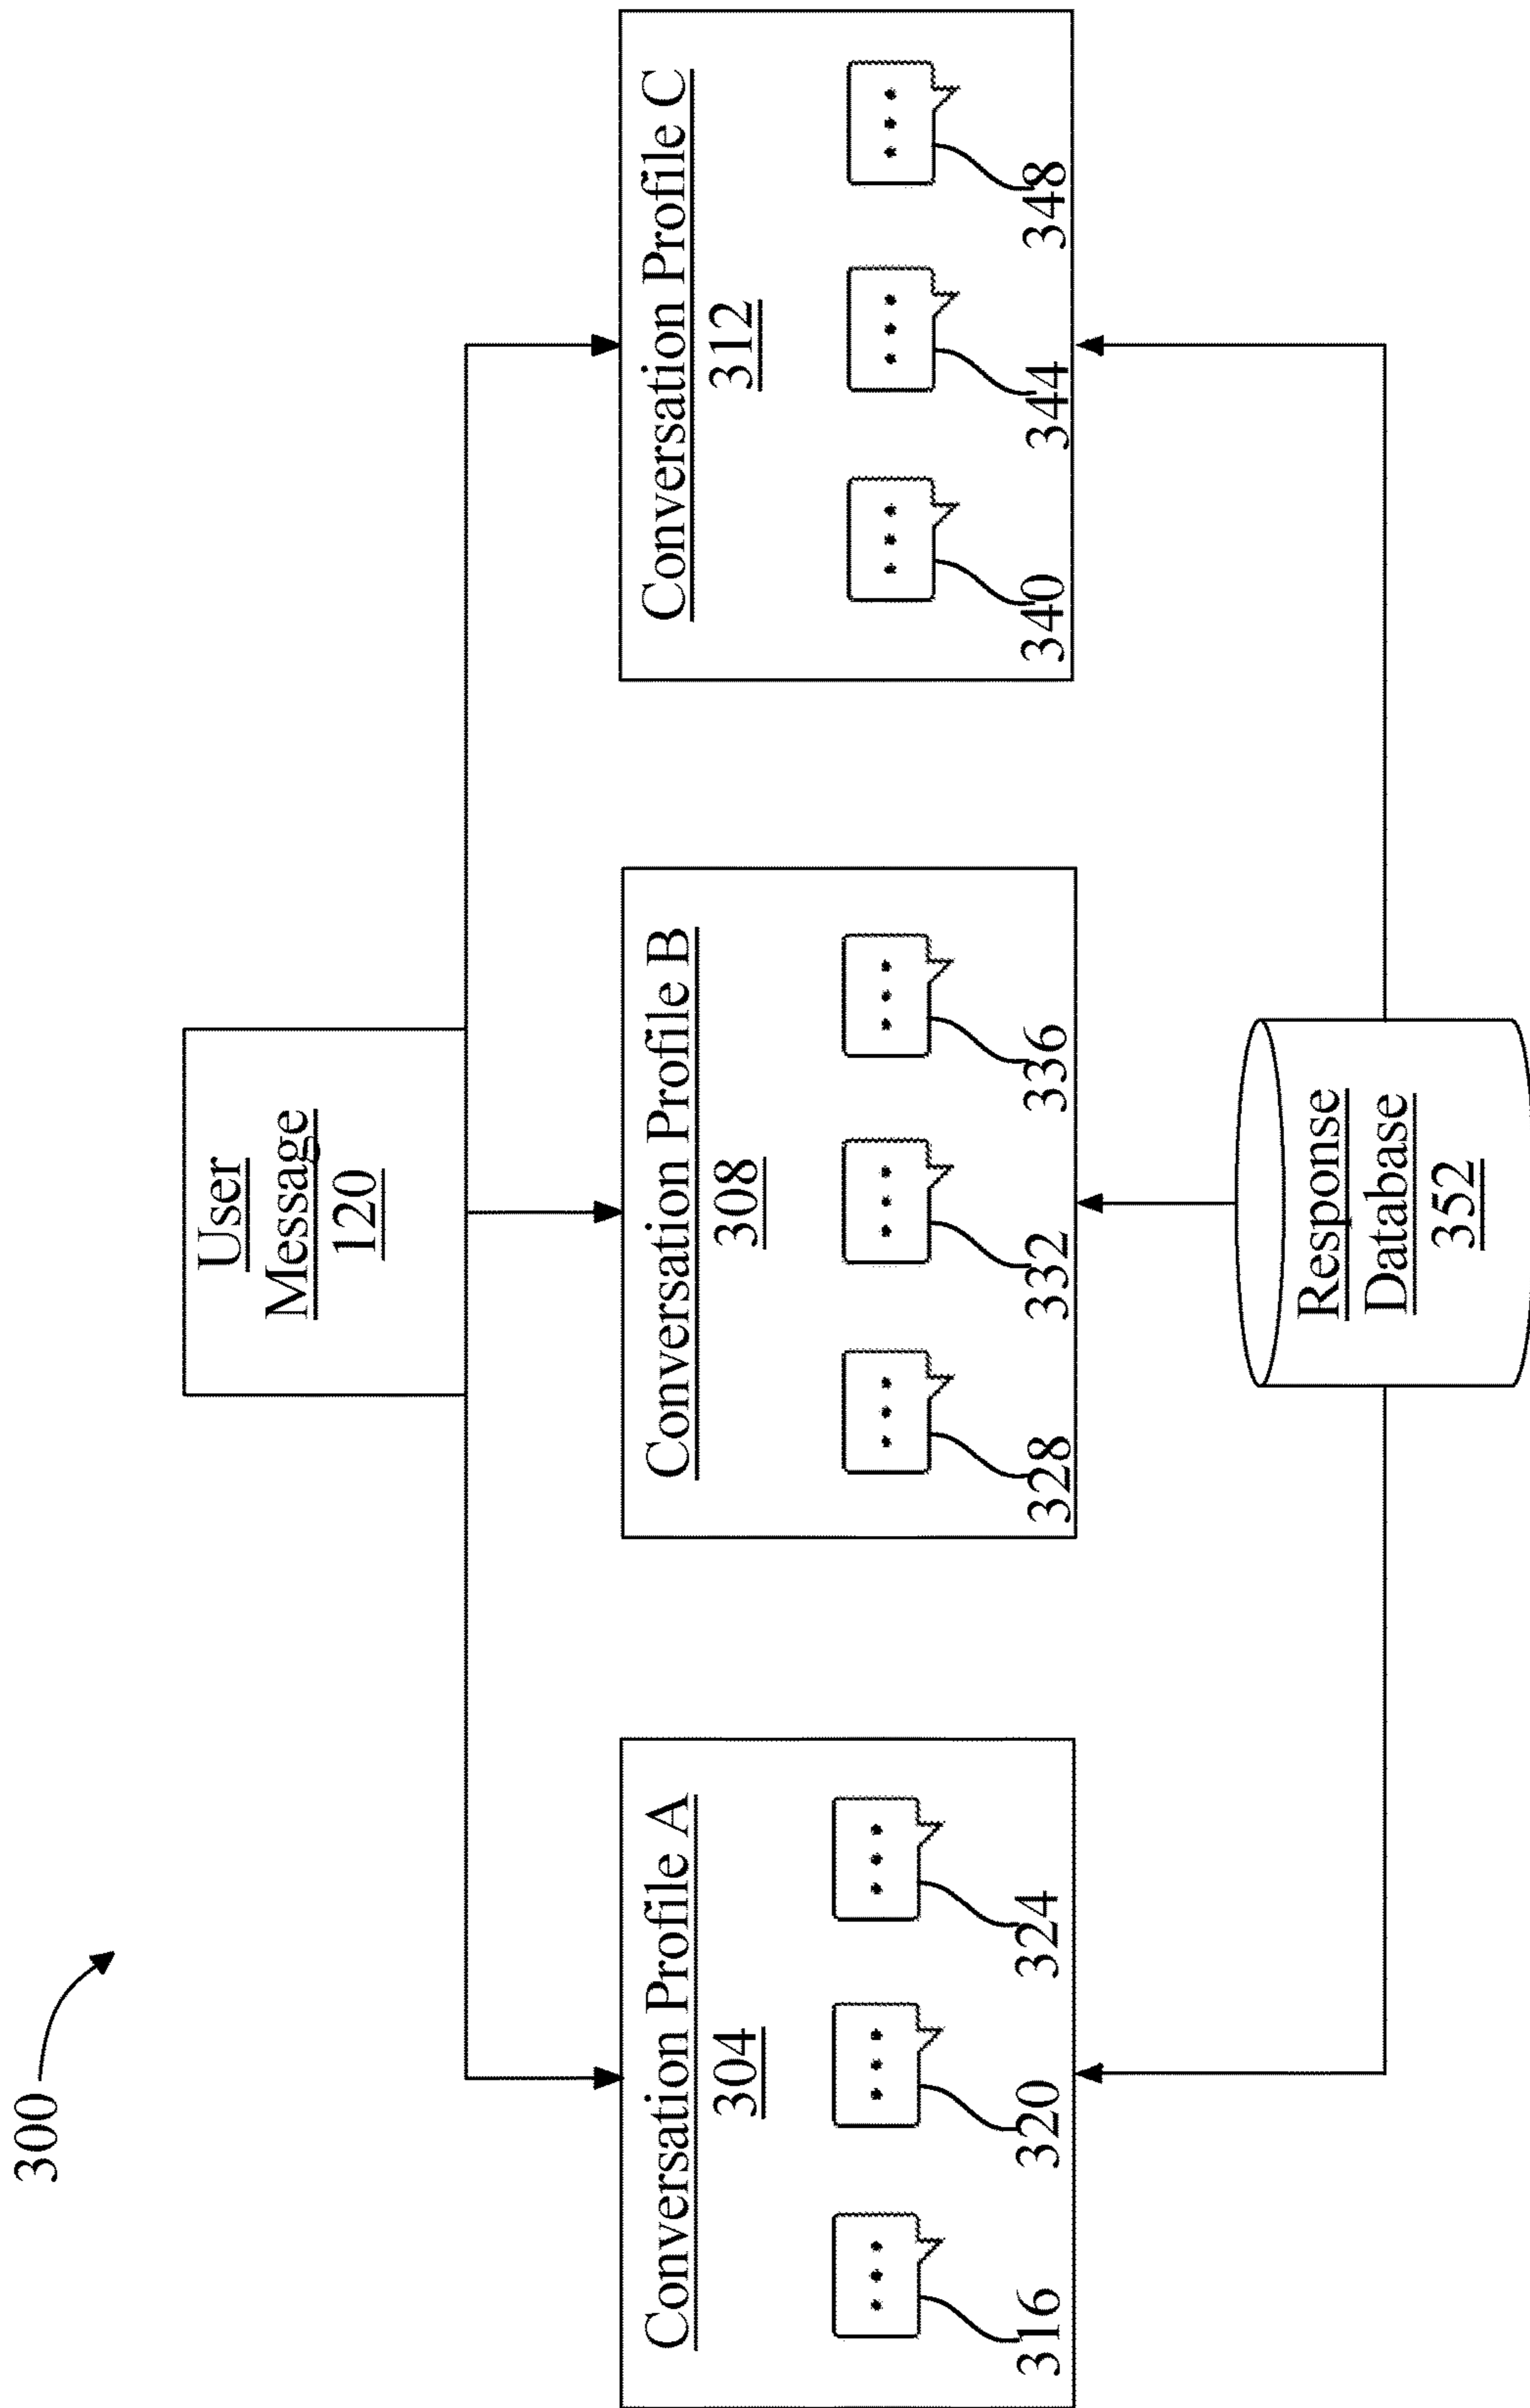 300
User
Message
120
Conversation Profile A
304
316
320
324
Conversation Profile B
308
328
332
336
Conversation Profile C
312
340
344
348
Response
Database
352